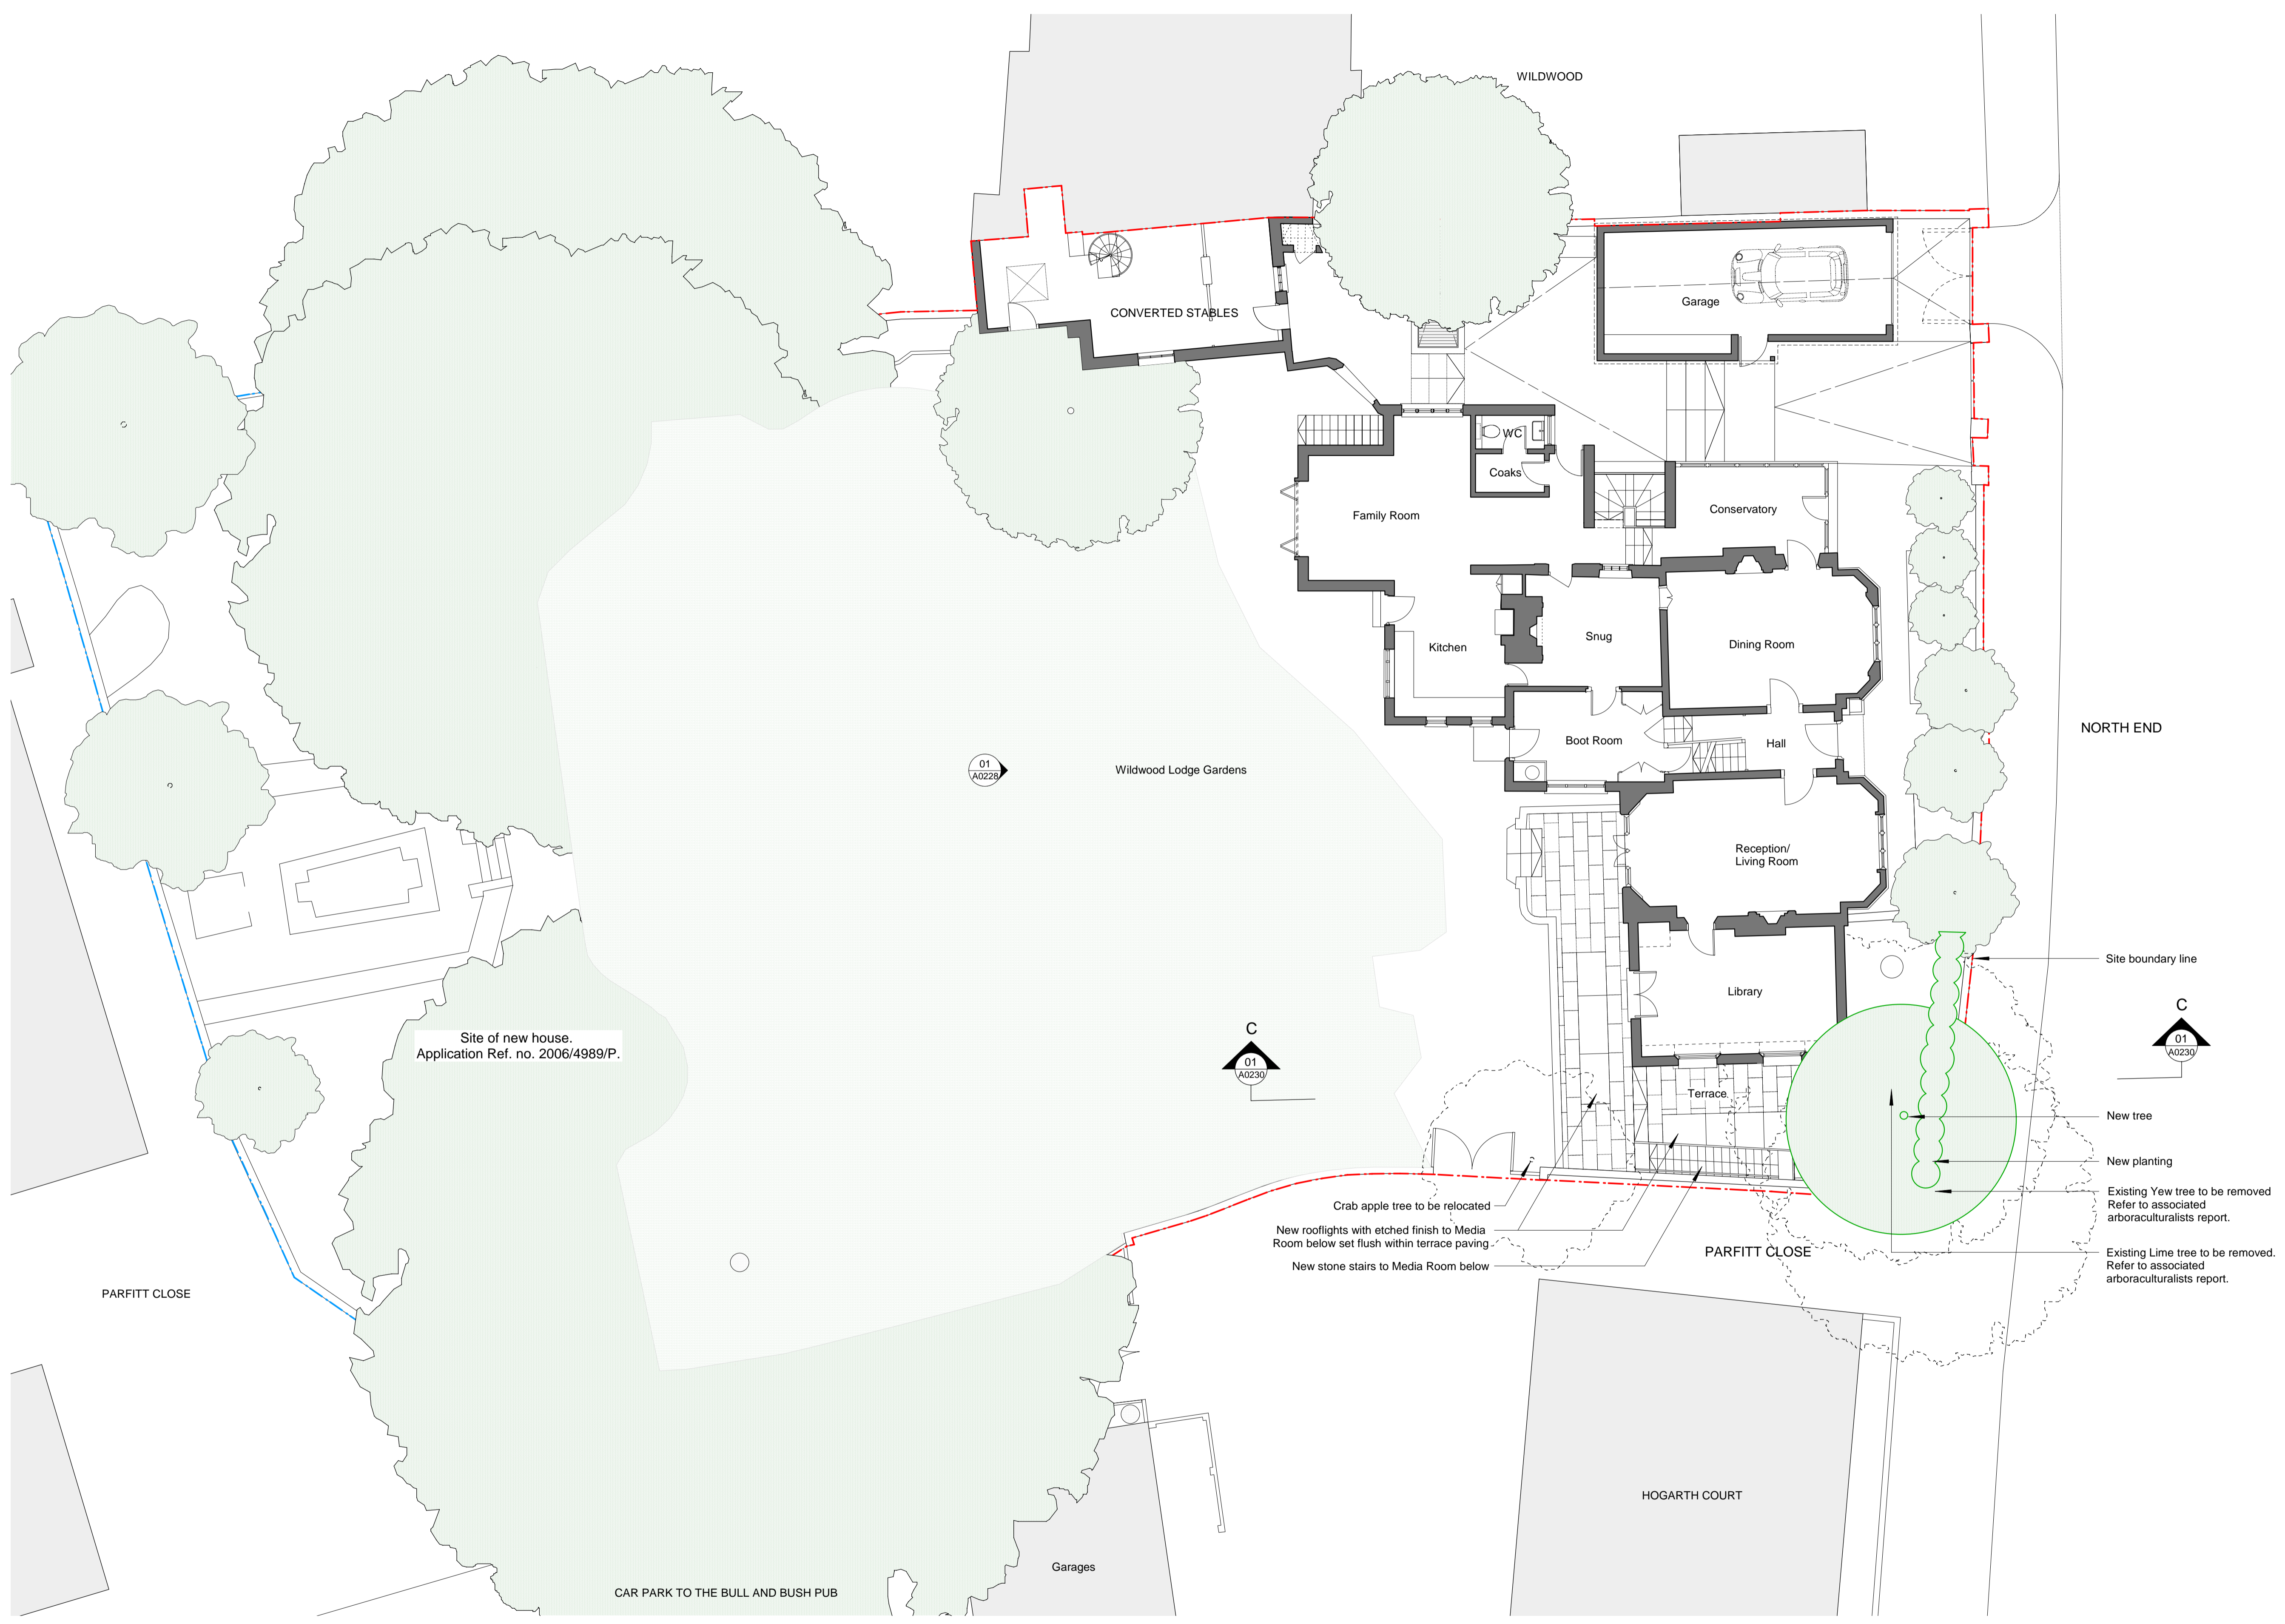 WILDWOOD
Garage
CONVERTED STABLES
WC
Coaks
Family Room
Conservatory
Snug
Kitchen
Dining Room
NORTH END
Boot Room
Hall
01
A0228
Wildwood Lodge Gardens
Reception/
Living Room
Site boundary line
Library
C
01
A0230
C
01
A0230
Site of new house.
Application Ref. no. 2006/4989/P.
Terrace
New tree
New planting
Existing Yew tree to be removed
Refer to associated
arboraculturalists report.
Crab apple tree to be relocated
New rooflights with etched finish to Media
Room below set flush within terrace paving
New stone stairs to Media Room below
PARFITT CLOSE
Existing Lime tree to be removed.
Refer to associated
arboraculturalists report.
PARFITT CLOSE
HOGARTH COURT
Garages
CAR PARK TO THE BULL AND BUSH PUB